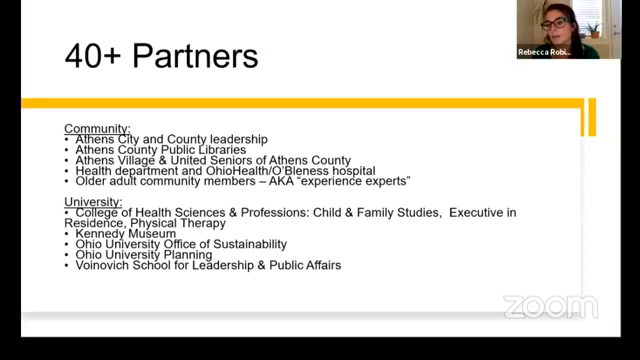 Rebecca Robi...
40+ Partners
Community:
• Athens City and County leadership
• Athens County Public Libraries
• Athens Village & United Seniors of Athens County
• Health department and OhioHealth/O’Bleness hospital
• Older adult community members – AKA “experience experts”
University:
• College of Health Sciences & Professions: Child & Family Studies, Executive in
Residence, Physical Therapy
• Kennedy Museum
• Ohio University Office of Sustainability
• Ohio University Planning
• Voinovich School for Leadership & Public Affairs
zoom